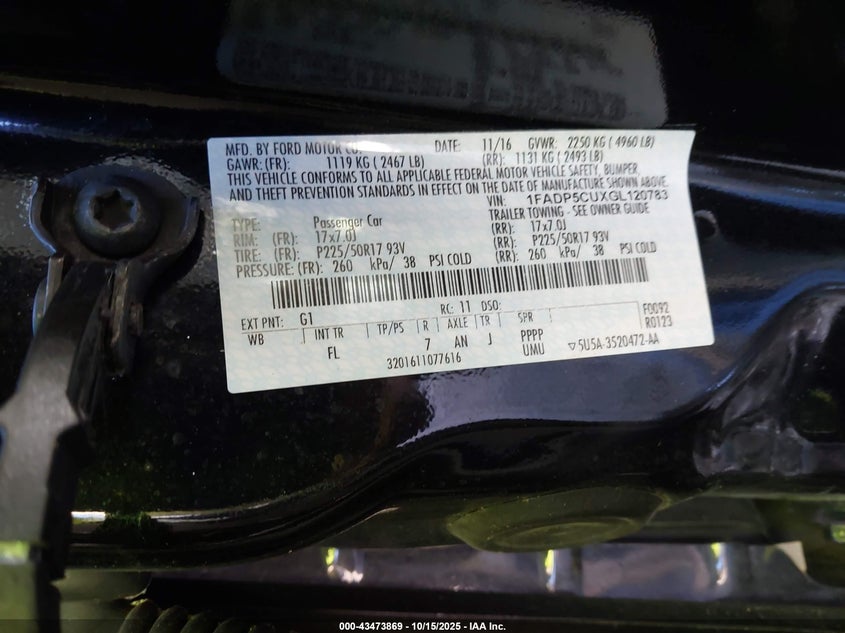 MFD. BY FORD MOTOR CO. DATE: 11/16 GVWR: 2250 KG ( 4960 LB)
GAWR: (FR): 1119 KG ( 2467 LB) (RR): 1131 KG ( 2493 LB)
THIS VEHICLE CONFORMS TO ALL APPLICABLE FEDERAL MOTOR VEHICLE SAFETY, BUMPER,
AND THEFT PREVENTION STANDARDS IN EFFECT ON THE DATE OF MANUFACTURE SHOWN ABOVE.
VIN: 1FADP5CUXGL120783
TYPE: Passenger Car TRAILER TOWING - SEE OWNER GUIDE
RIM: (FR): 17x7.0J (RR): 17x7.0J
TIRE: (FR): P225/50R17 93V (RR): P225/50R17 93V
PRESSURE: (FR): 260 kPa/ 38 PSI COLD (RR): 260 kPa/ 38 PSI COLD
EXT PNT: G1 RC: 11 DSO: F0092
WB INT TR TP/PS R AXLE TR SPR R0123
FL 7 AN J PPPP
UMU
3201611077616 ▽5U5A-3520472-AA
000-43473869 - 10/15/2025 - IAA Inc.